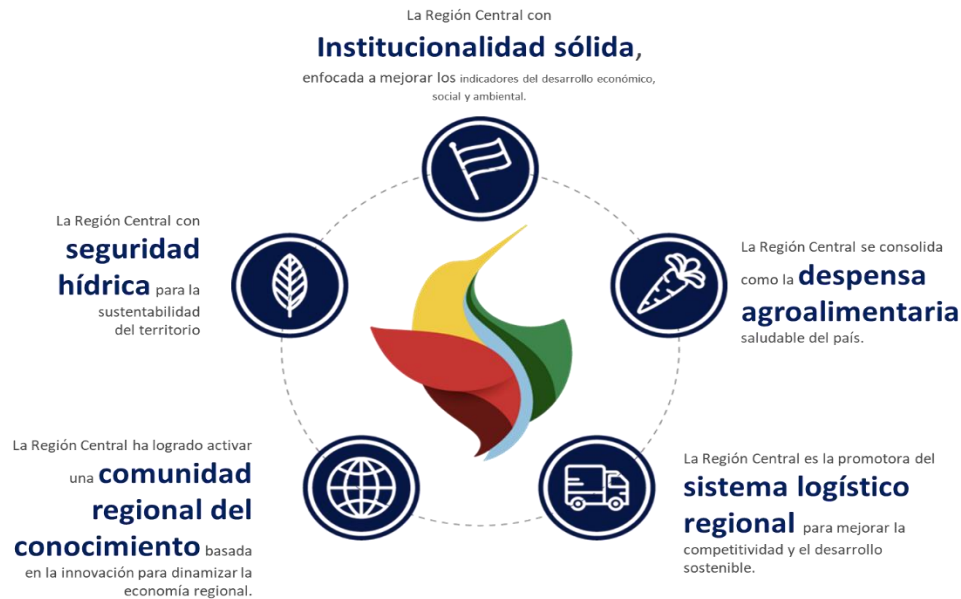 La Región Central con
Institucionalidad sólida,
enfocada a mejorar los indicadores del desarrollo económico,
social y ambiental.
La Región Central con
seguridad
hídrica para la
sustentabilidad
del territorio
La Región Central se consolida
como la despensa
agroalimentaria
saludable del país.
La Región Central ha logrado activar
una comunidad
regional del
conocimiento basada
en la innovación para dinamizar la
economía regional.
La Región Central es la promotora del
sistema logístico
regional para mejorar la
competitividad y el desarrollo
sostenible.